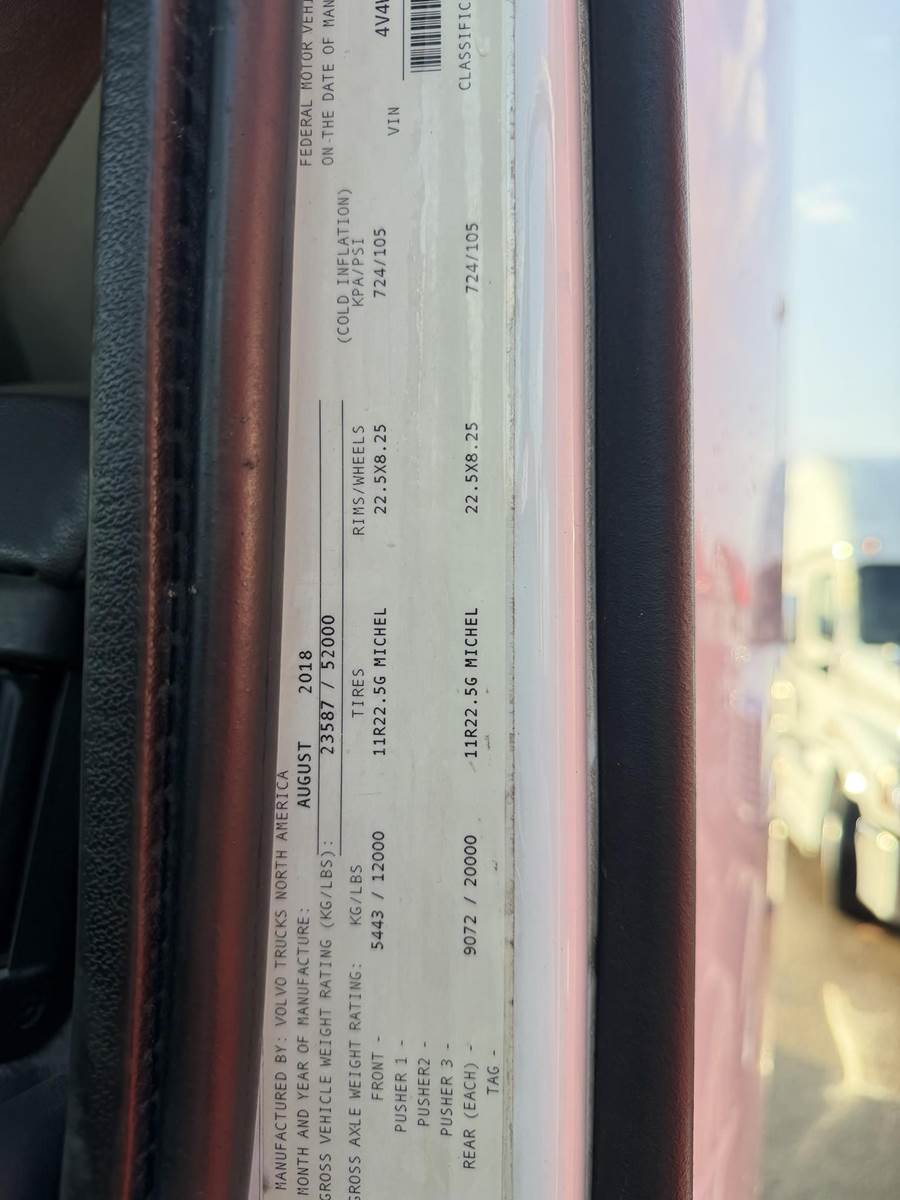 MANUFACTURED BY: VOLVO TRUCKS NORTH AMERICA
MONTH AND YEAR OF MANUFACTURE: AUGUST 2018
GROSS VEHICLE WEIGHT RATING (KG/LBS): 23587 / 52000
GROSS AXLE WEIGHT RATING: KG/LBS TIRES RIMS/WHEELS (COLD INFLATION) KPA/PSI
FRONT - 5443 / 12000 11R22.5G MICHEL 22.5X8.25 724/105
PUSHER 1 -
PUSHER2 -
PUSHER 3 -
REAR (EACH) - 9072 / 20000 11R22.5G MICHEL 22.5X8.25 724/105
TAG -
FEDERAL MOTOR VEHI
ON THE DATE OF MAN
VIN 4V4
CLASSIFIC